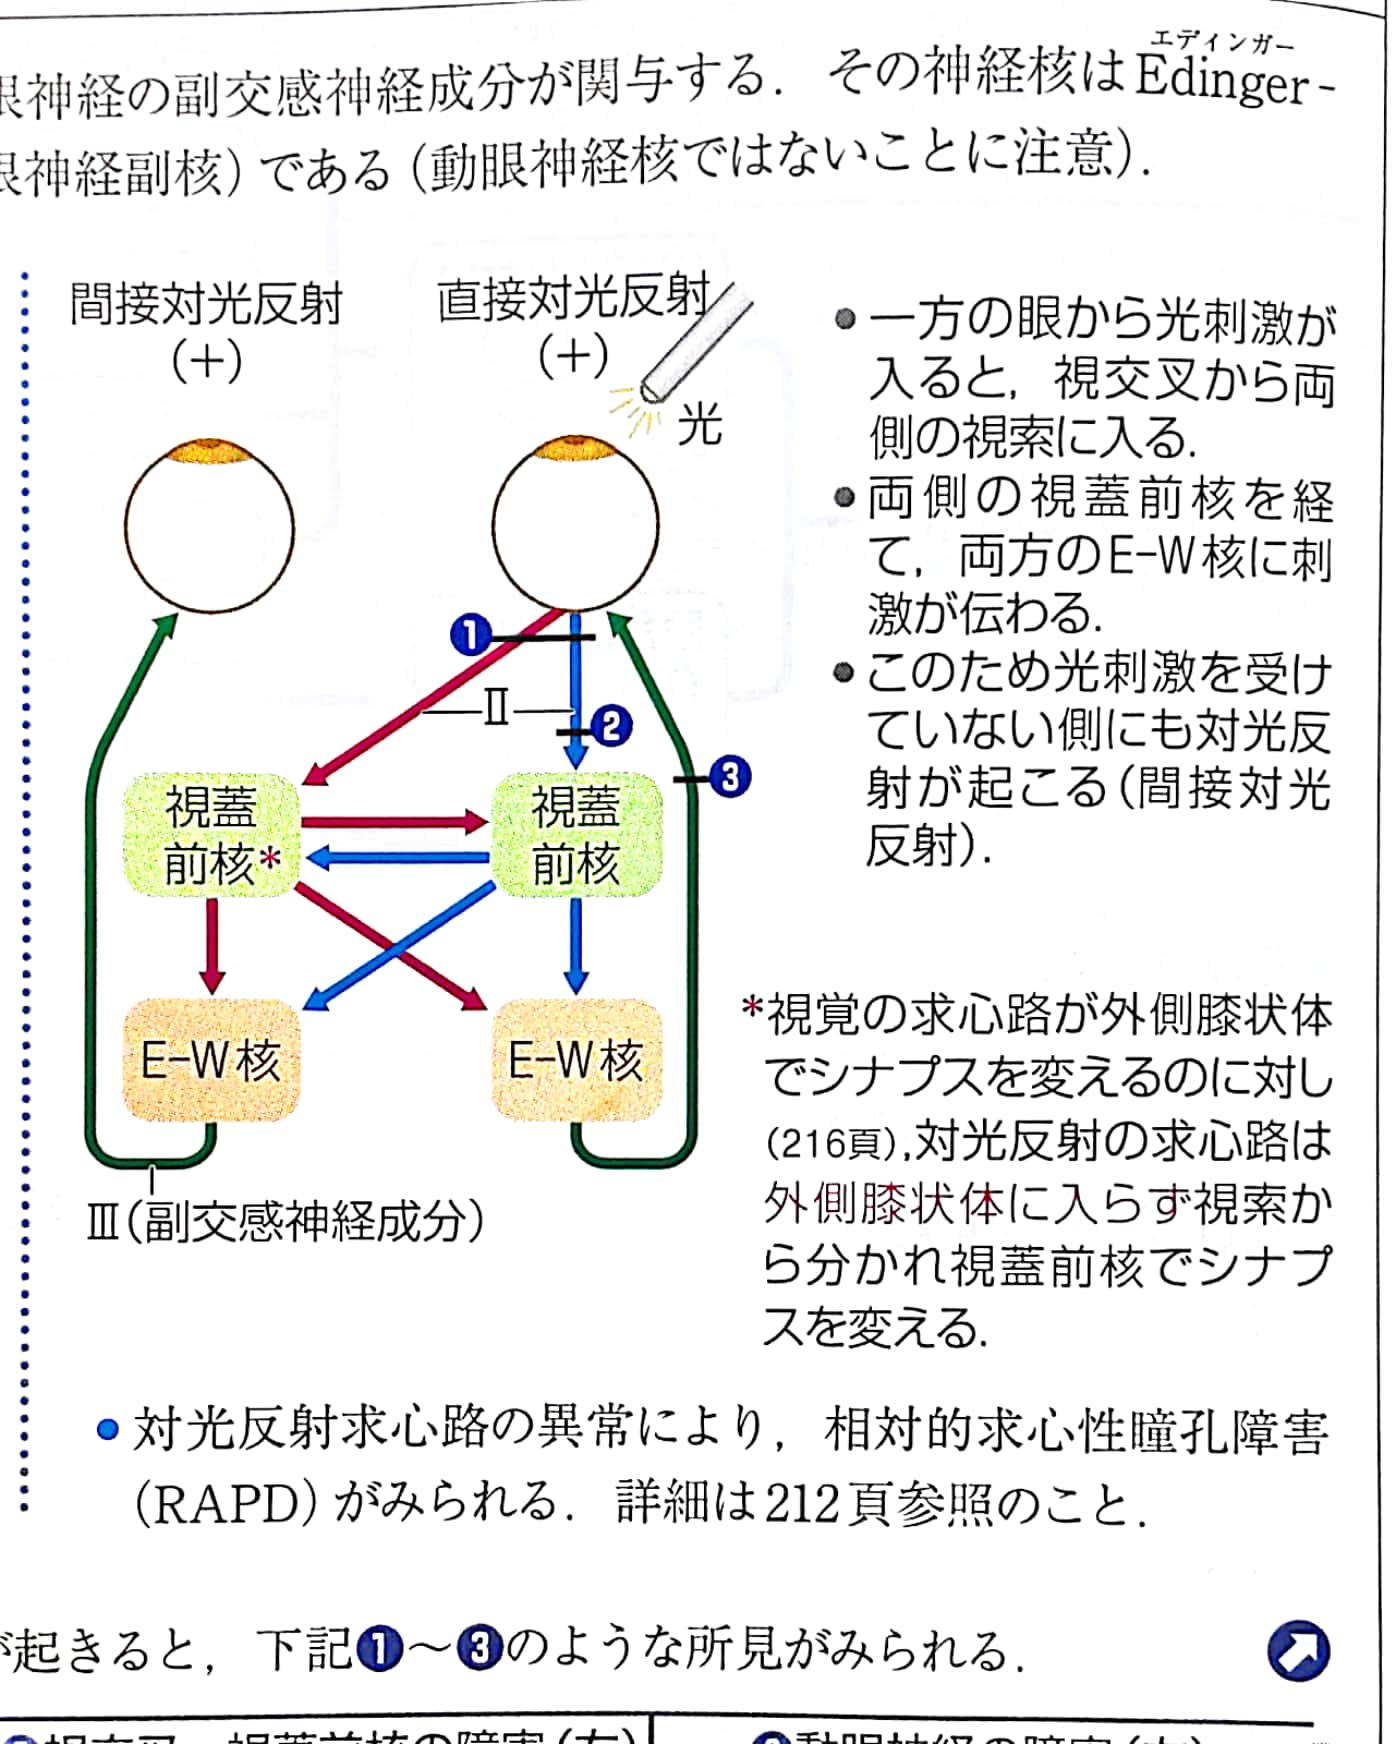 エディンガー
眼神経の副交感神経成分が関与する．その神経核はEdinger-
眼神経副核）である（動眼神経核ではないことに注意）．
間接対光反射
（＋）
直接対光反射
（＋）
光
●一方の眼から光刺激が
入ると，視交叉から両
側の視索に入る．
●両側の視蓋前核を経
て，両方のE-W核に刺
激が伝わる．
●このため光刺激を受け
ていない側にも対光反
射が起こる（間接対光
反射）．
❶
Ⅱ
❷
❸
視蓋
前核*
視蓋
前核
E-W核
E-W核
Ⅲ（副交感神経成分）
*視覚の求心路が外側膝状体
でシナプスを変えるのに対し
（216頁），対光反射の求心路は
外側膝状体に入らず視索か
ら分かれ視蓋前核でシナプ
スを変える．
●対光反射求心路の異常により，相対的求心性瞳孔障害
（RAPD）がみられる．詳細は212頁参照のこと．
が起きると，下記❶～❸のような所見がみられる．